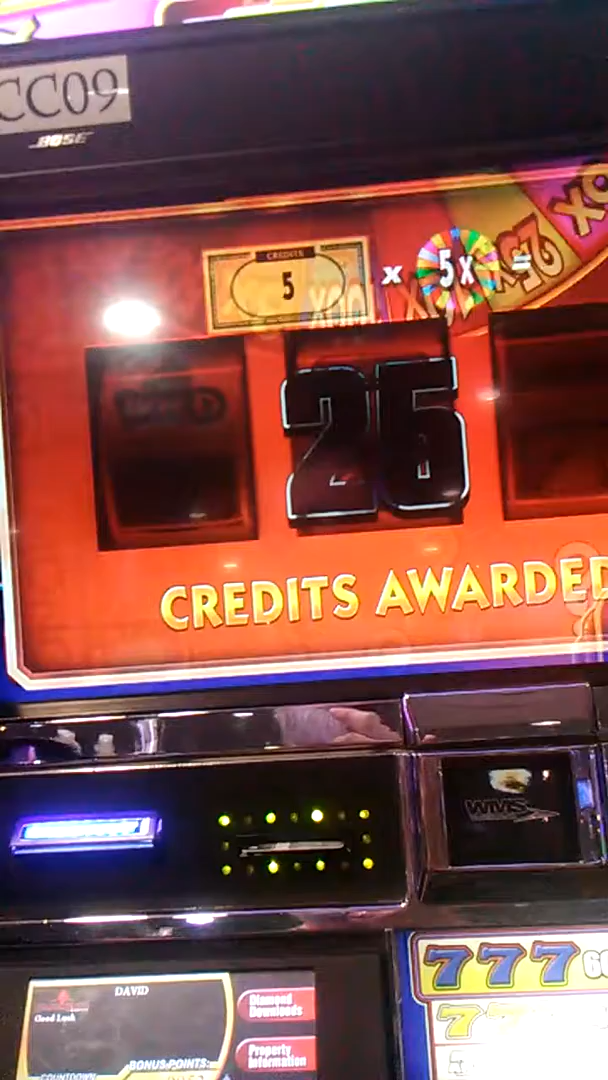 CC09
BOSE
CREDITS
5
x
5x
=
25
CREDITS AWARDED
WMS
777
DAVID
Good Luck
Diamond
Downloads
Property
Information
COUNTDOWN
BONUS POINTS: